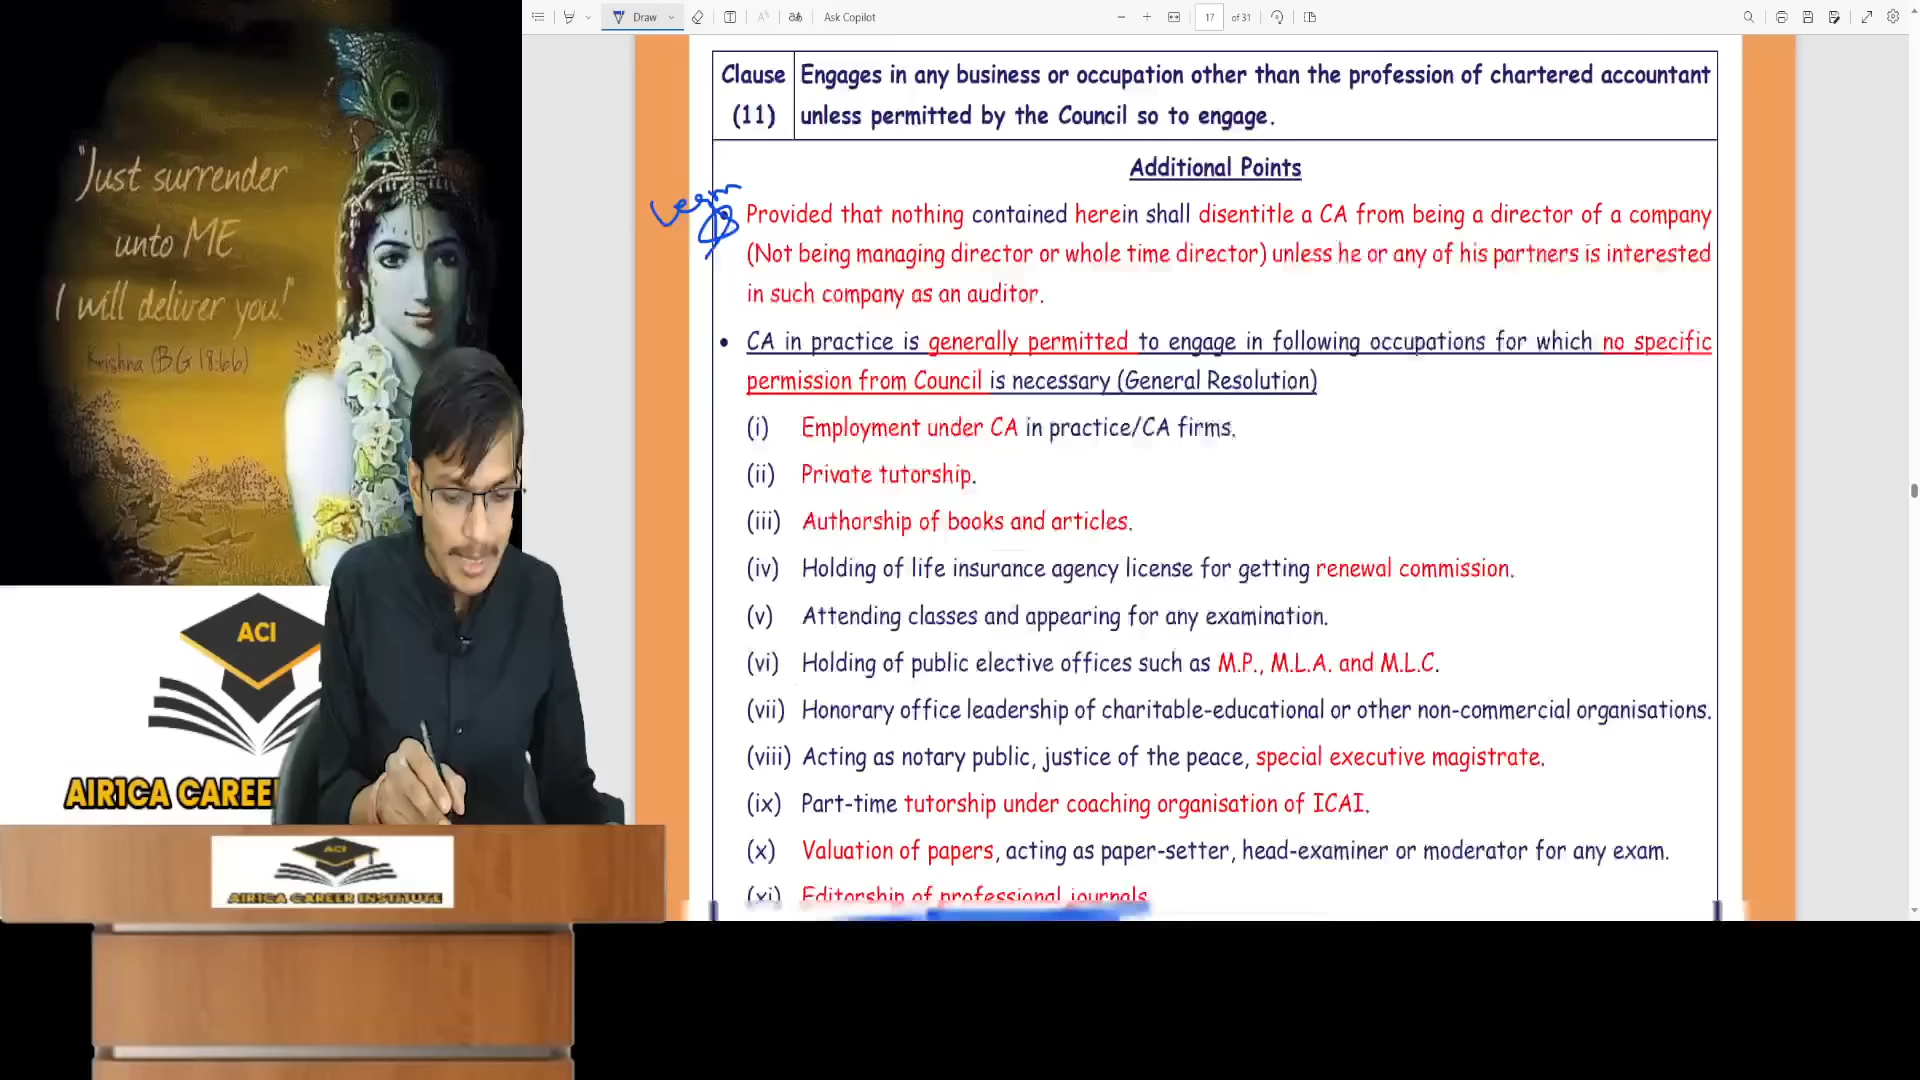 Draw
Ask Copilot
17 of 31
"Just surrender
unto ME
I will deliver you!"
Krishna (BG 18:66)
ACI
AIR1CA CAREE
ACI
AIR1CA CAREER INSTITUTE
Clause (11) Engages in any business or occupation other than the profession of chartered accountant
unless permitted by the Council so to engage.
Additional Points
Provided that nothing contained herein shall disentitle a CA from being a director of a company
(Not being managing director or whole time director) unless he or any of his partners is interested
in such company as an auditor.
• CA in practice is generally permitted to engage in following occupations for which no specific
permission from Council is necessary (General Resolution)
(i) Employment under CA in practice/CA firms.
(ii) Private tutorship.
(iii) Authorship of books and articles.
(iv) Holding of life insurance agency license for getting renewal commission.
(v) Attending classes and appearing for any examination.
(vi) Holding of public elective offices such as M.P., M.L.A. and M.L.C.
(vii) Honorary office leadership of charitable-educational or other non-commercial organisations.
(viii) Acting as notary public, justice of the peace, special executive magistrate.
(ix) Part-time tutorship under coaching organisation of ICAI.
(x) Valuation of papers, acting as paper-setter, head-examiner or moderator for any exam.
(xi) Editorship of professional journals